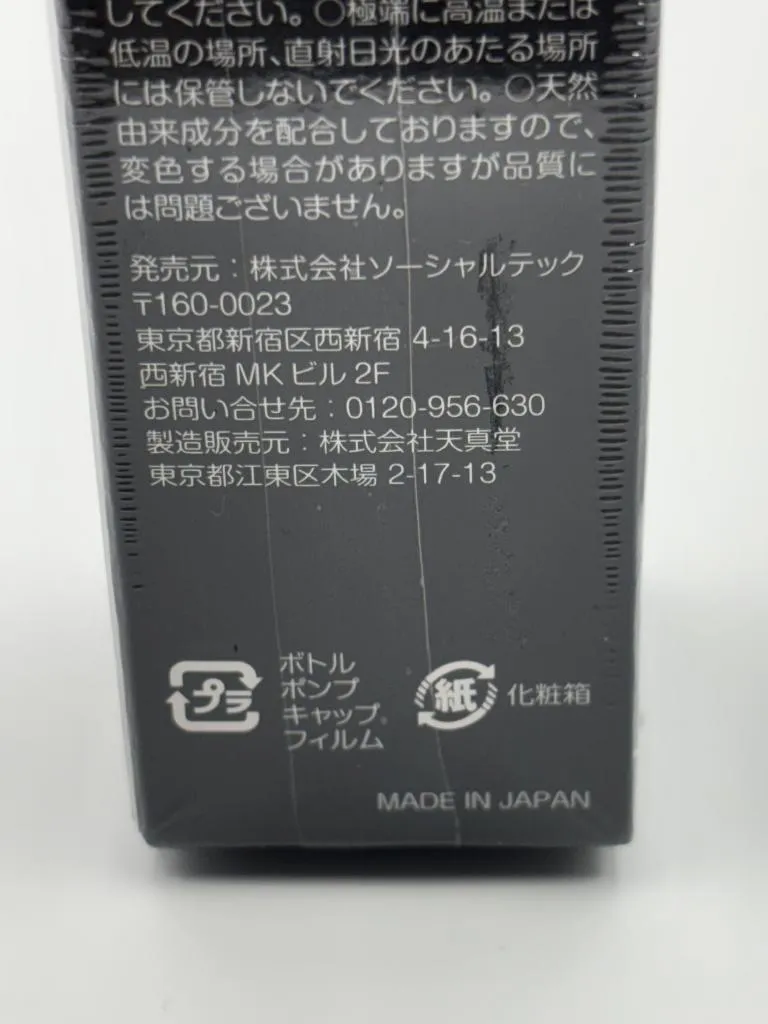 してください。○極端に高温または
低温の場所、直射日光のあたる場所
には保管しないでください。○天然
由来成分を配合しておりますので、
変色する場合がありますが品質に
は問題ございません。
発売元：株式会社ソーシャルテック
〒160-0023
東京都新宿区西新宿 4-16-13
西新宿 MK ビル 2F
お問い合せ先：0120-956-630
製造販売元：株式会社天真堂
東京都江東区木場 2-17-13
プラ
ボトル
ポンプ
キャップ
フィルム
紙 化粧箱
MADE IN JAPAN